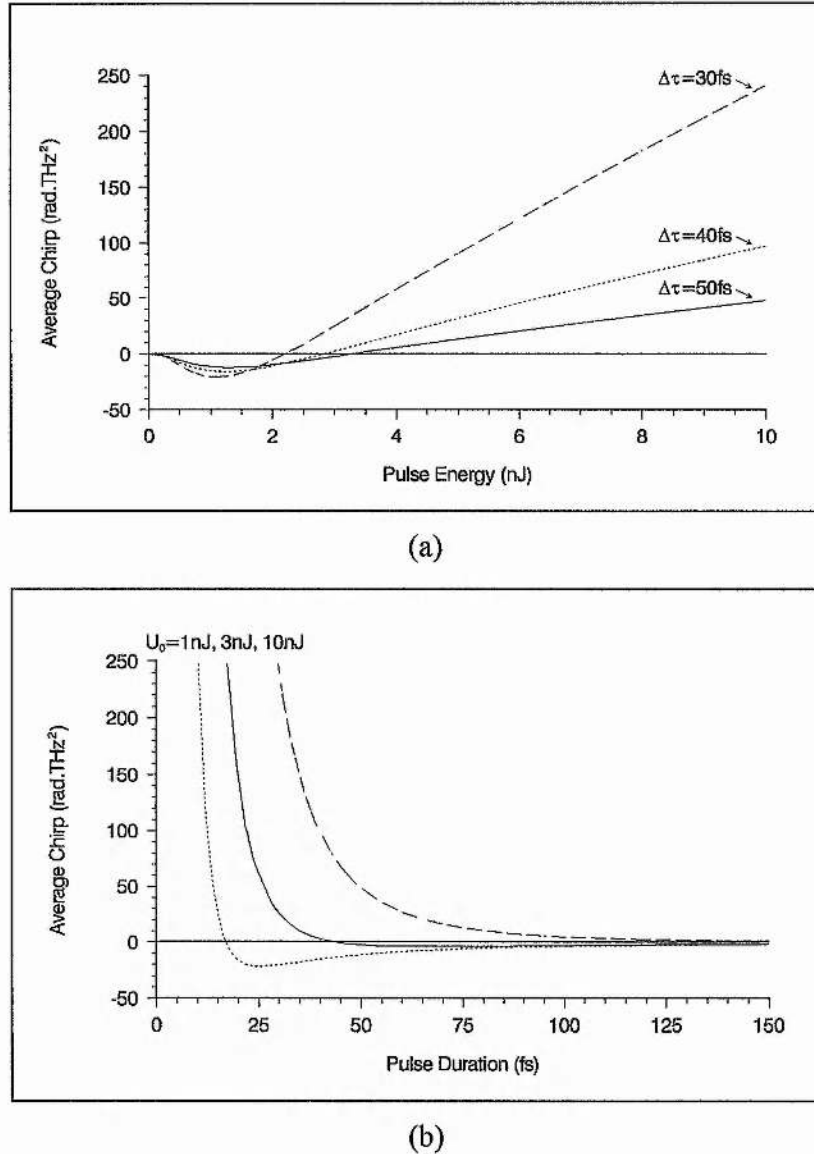 250
200
150
100
50
0
-50
Average Chirp (rad.THz²)
Δτ=30fs
Δτ=40fs
Δτ=50fs
0 2 4 6 8 10
Pulse Energy (nJ)
(a)
U₀=1nJ, 3nJ, 10nJ
250
200
150
100
50
0
-50
Average Chirp (rad.THz²)
0 25 50 75 100 125 150
Pulse Duration (fs)
(b)